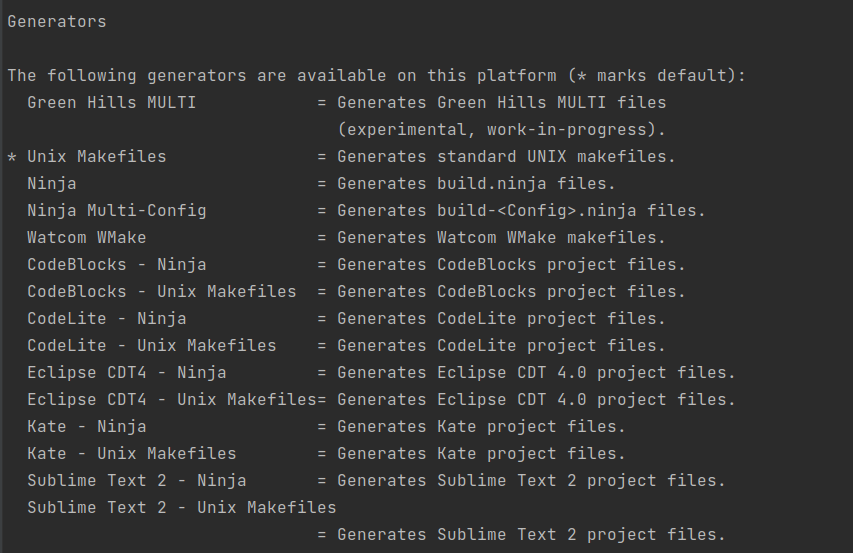 Generators
The following generators are available on this platform (* marks default):
  Green Hills MULTI            = Generates Green Hills MULTI files
                                 (experimental, work-in-progress).
* Unix Makefiles               = Generates standard UNIX makefiles.
  Ninja                        = Generates build.ninja files.
  Ninja Multi-Config           = Generates build-<Config>.ninja files.
  Watcom WMake                 = Generates Watcom WMake makefiles.
  CodeBlocks - Ninja           = Generates CodeBlocks project files.
  CodeBlocks - Unix Makefiles  = Generates CodeBlocks project files.
  CodeLite - Ninja             = Generates CodeLite project files.
  CodeLite - Unix Makefiles    = Generates CodeLite project files.
  Eclipse CDT4 - Ninja         = Generates Eclipse CDT 4.0 project files.
  Eclipse CDT4 - Unix Makefiles= Generates Eclipse CDT 4.0 project files.
  Kate - Ninja                 = Generates Kate project files.
  Kate - Unix Makefiles        = Generates Kate project files.
  Sublime Text 2 - Ninja       = Generates Sublime Text 2 project files.
  Sublime Text 2 - Unix Makefiles
                               = Generates Sublime Text 2 project files.